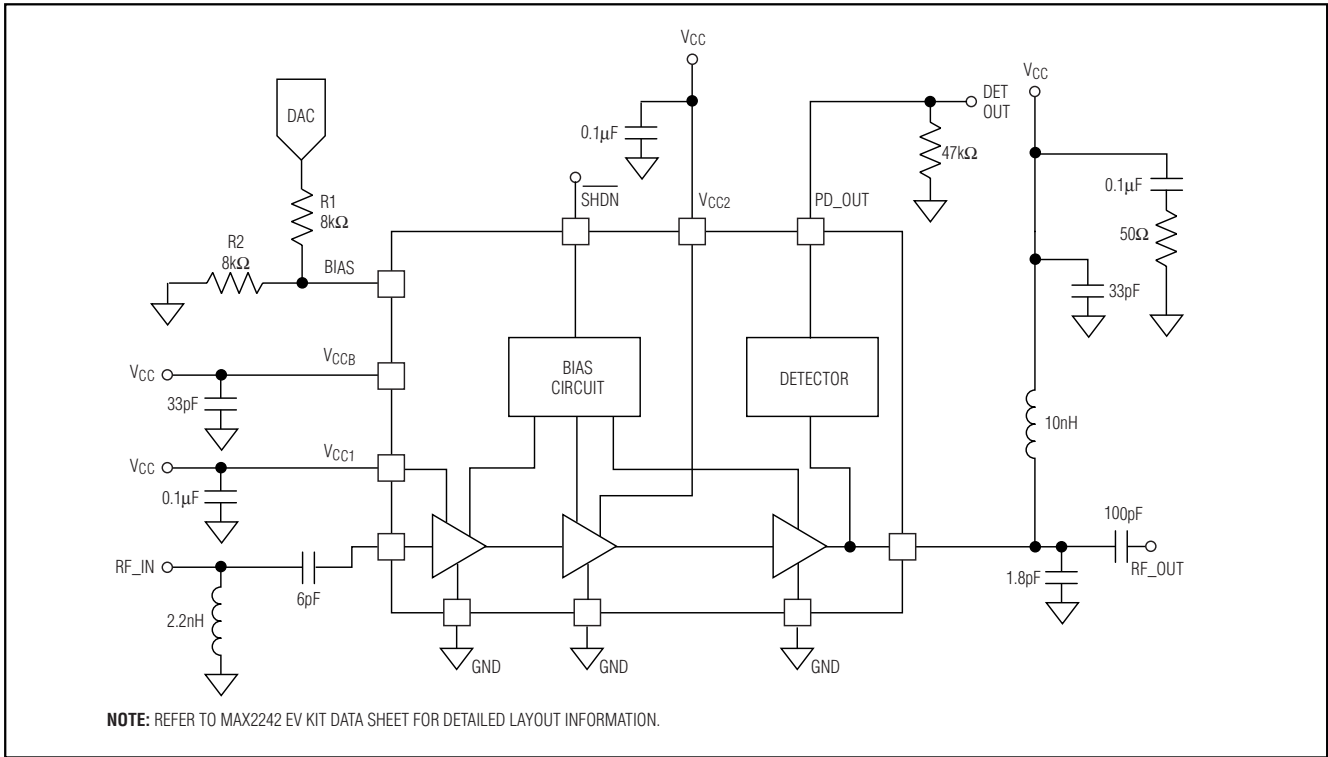 VCC
VCC
DAC
DET
OUT
0.1µF
47kΩ
0.1µF
SHDN
VCC2
PD_OUT
R1
8kΩ
50Ω
R2
8kΩ
BIAS
33pF
VCCB
VCC
BIAS
CIRCUIT
DETECTOR
33pF
10nH
VCC1
VCC
0.1µF
100pF
RF_IN
RF_OUT
6pF
1.8pF
2.2nH
GND
GND
GND
NOTE: REFER TO MAX2242 EV KIT DATA SHEET FOR DETAILED LAYOUT INFORMATION.